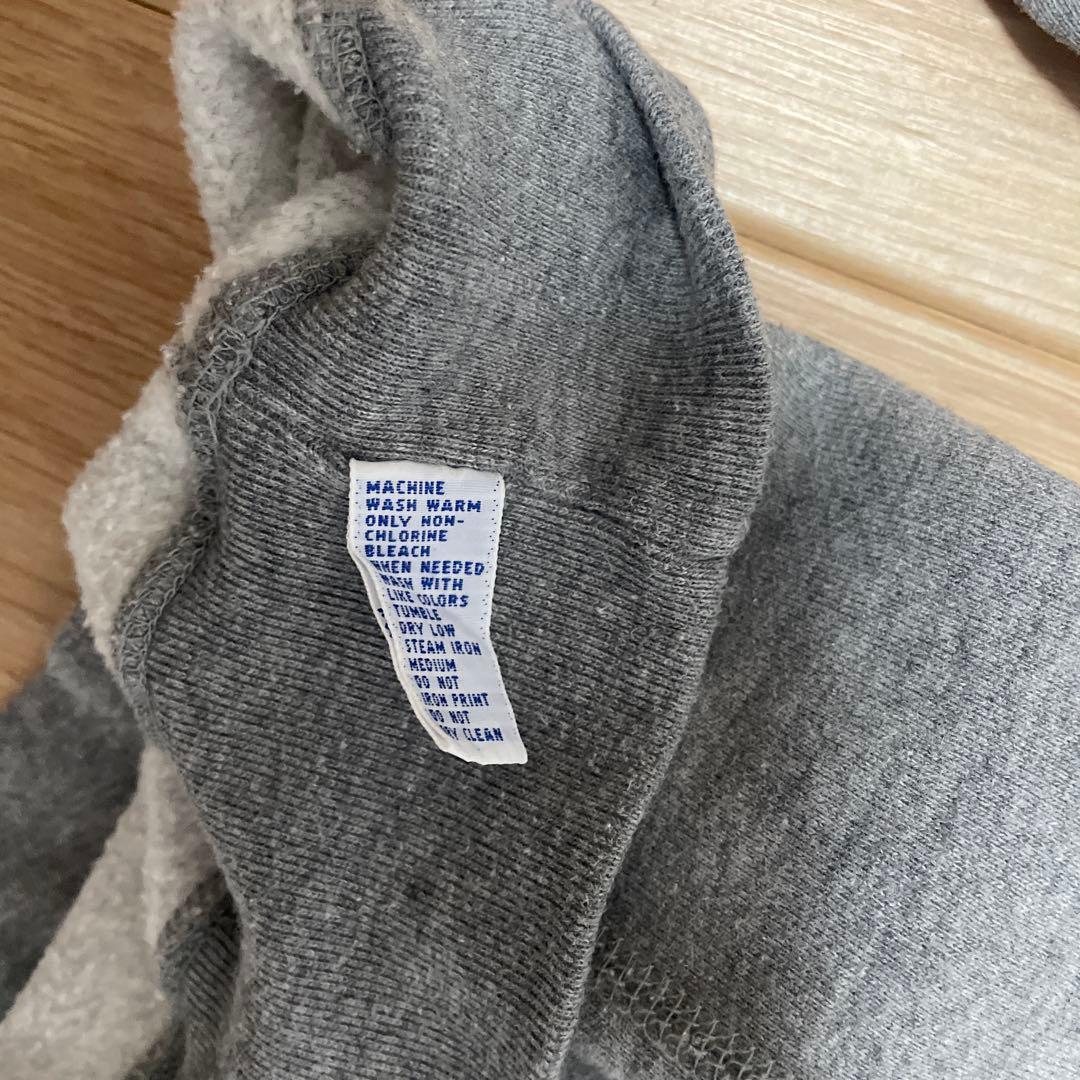 MACHINE
WASH WARM
ONLY NON-
CHLORINE
BLEACH
WHEN NEEDED
WASH WITH
LIKE COLORS
TUMBLE
DRY LOW
STEAM IRON
MEDIUM
DO NOT
IRON PRINT
DO NOT
DRY CLEAN